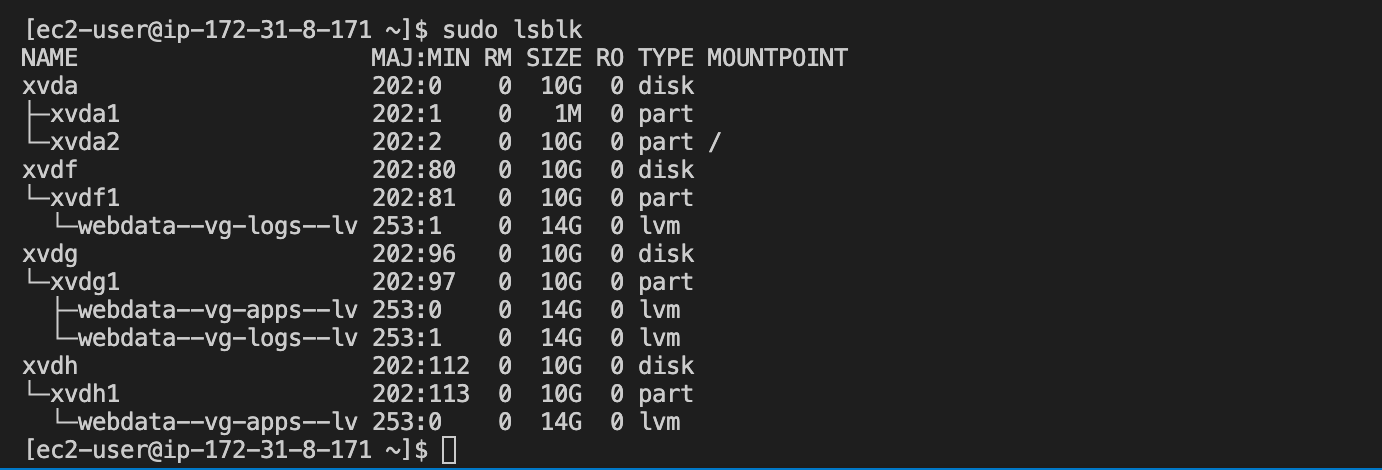 [ec2-user@ip-172-31-8-171 ~]$ sudo lsblk
NAME                     MAJ:MIN RM SIZE RO TYPE MOUNTPOINT
xvda                     202:0    0  10G  0 disk
├─xvda1                  202:1    0   1M  0 part
└─xvda2                  202:2    0  10G  0 part /
xvdf                     202:80   0  10G  0 disk
└─xvdf1                  202:81   0  10G  0 part
  └─webdata--vg-logs--lv 253:1    0  14G  0 lvm
xvdg                     202:96   0  10G  0 disk
└─xvdg1                  202:97   0  10G  0 part
  ├─webdata--vg-apps--lv 253:0    0  14G  0 lvm
  └─webdata--vg-logs--lv 253:1    0  14G  0 lvm
xvdh                     202:112  0  10G  0 disk
└─xvdh1                  202:113  0  10G  0 part
  └─webdata--vg-apps--lv 253:0    0  14G  0 lvm
[ec2-user@ip-172-31-8-171 ~]$